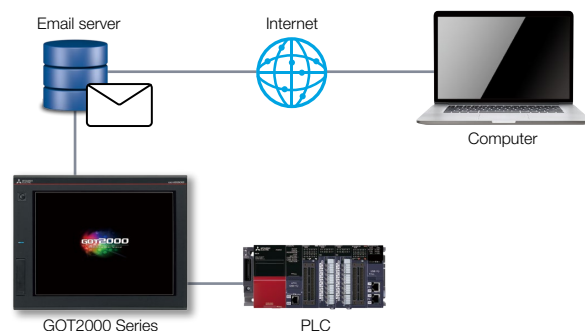 Email server
Internet
Computer
GOT2000
GOT2000 Series
PLC